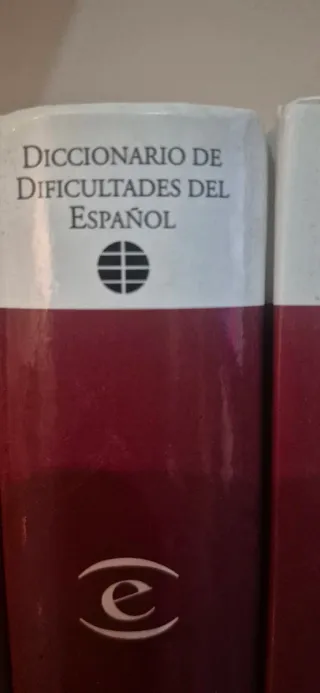 DICCIONARIO DE
DIFICULTADES DEL
ESPAÑOL
e